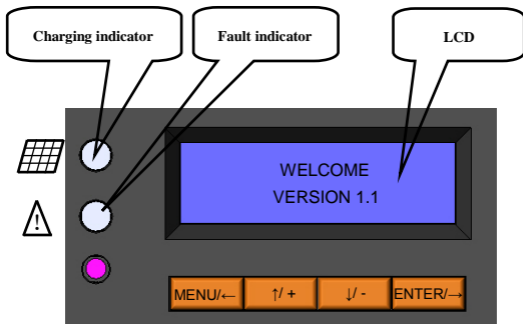 Charging indicator
Fault indicator
LCD
WELCOME
VERSION 1.1
!
MENU/←
↑/ +
↓/ -
ENTER/→